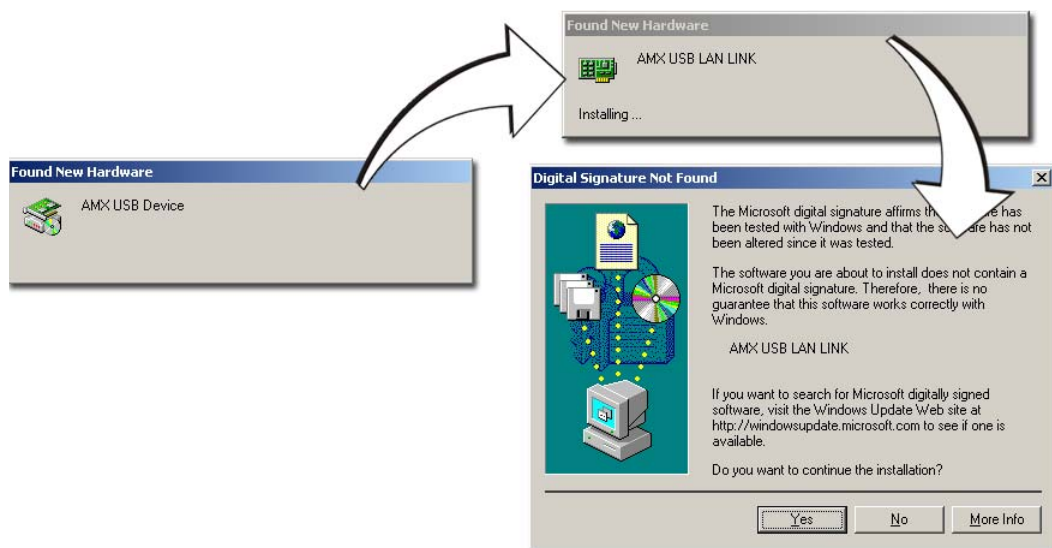 Found New Hardware
AMX USB Device
Found New Hardware
AMX USB LAN LINK
Installing ...
Digital Signature Not Found
The Microsoft digital signature affirms th re has
been tested with Windows and that the so are has not
been altered since it was tested.
The software you are about to install does not contain a
Microsoft digital signature. Therefore, there is no
guarantee that this software works correctly with
Windows.
AMX USB LAN LINK
If you want to search for Microsoft digitally signed
software, visit the Windows Update Web site at
http://windowsupdate.microsoft.com to see if one is
available.
Do you want to continue the installation?
Yes
No
More Info